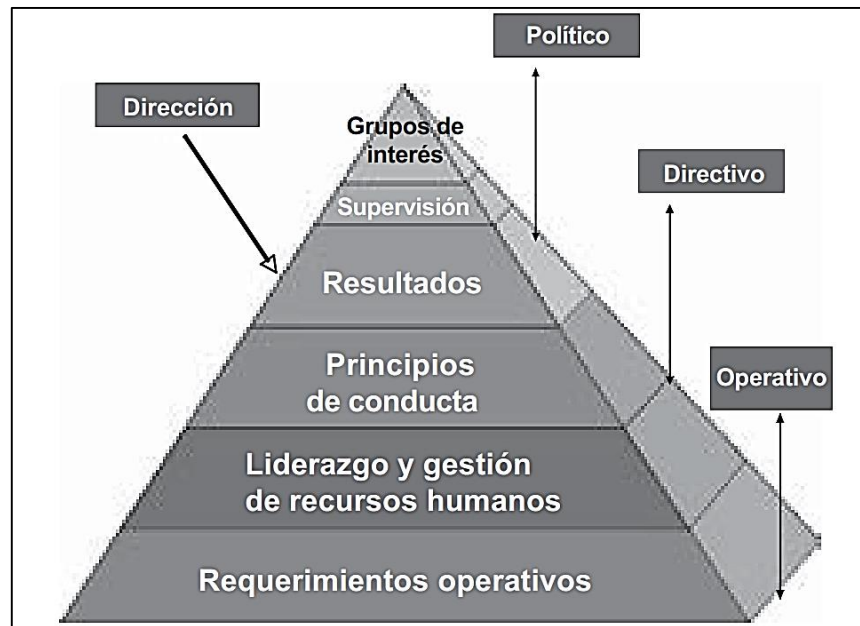 Político
Dirección
Grupos de
interés
Directivo
Supervisión
Resultados
Principios
de conducta
Operativo
Liderazgo y gestión
de recursos humanos
Requerimientos operativos